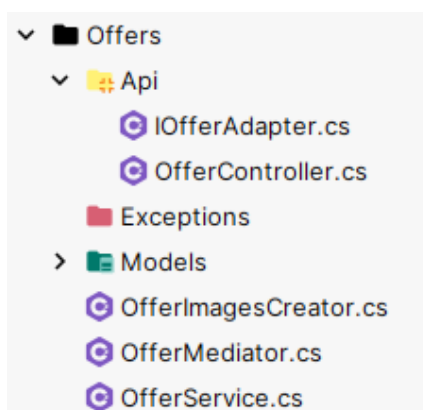 Offers
Api
IOfferAdapter.cs
OfferController.cs
Exceptions
Models
OfferImagesCreator.cs
OfferMediator.cs
OfferService.cs